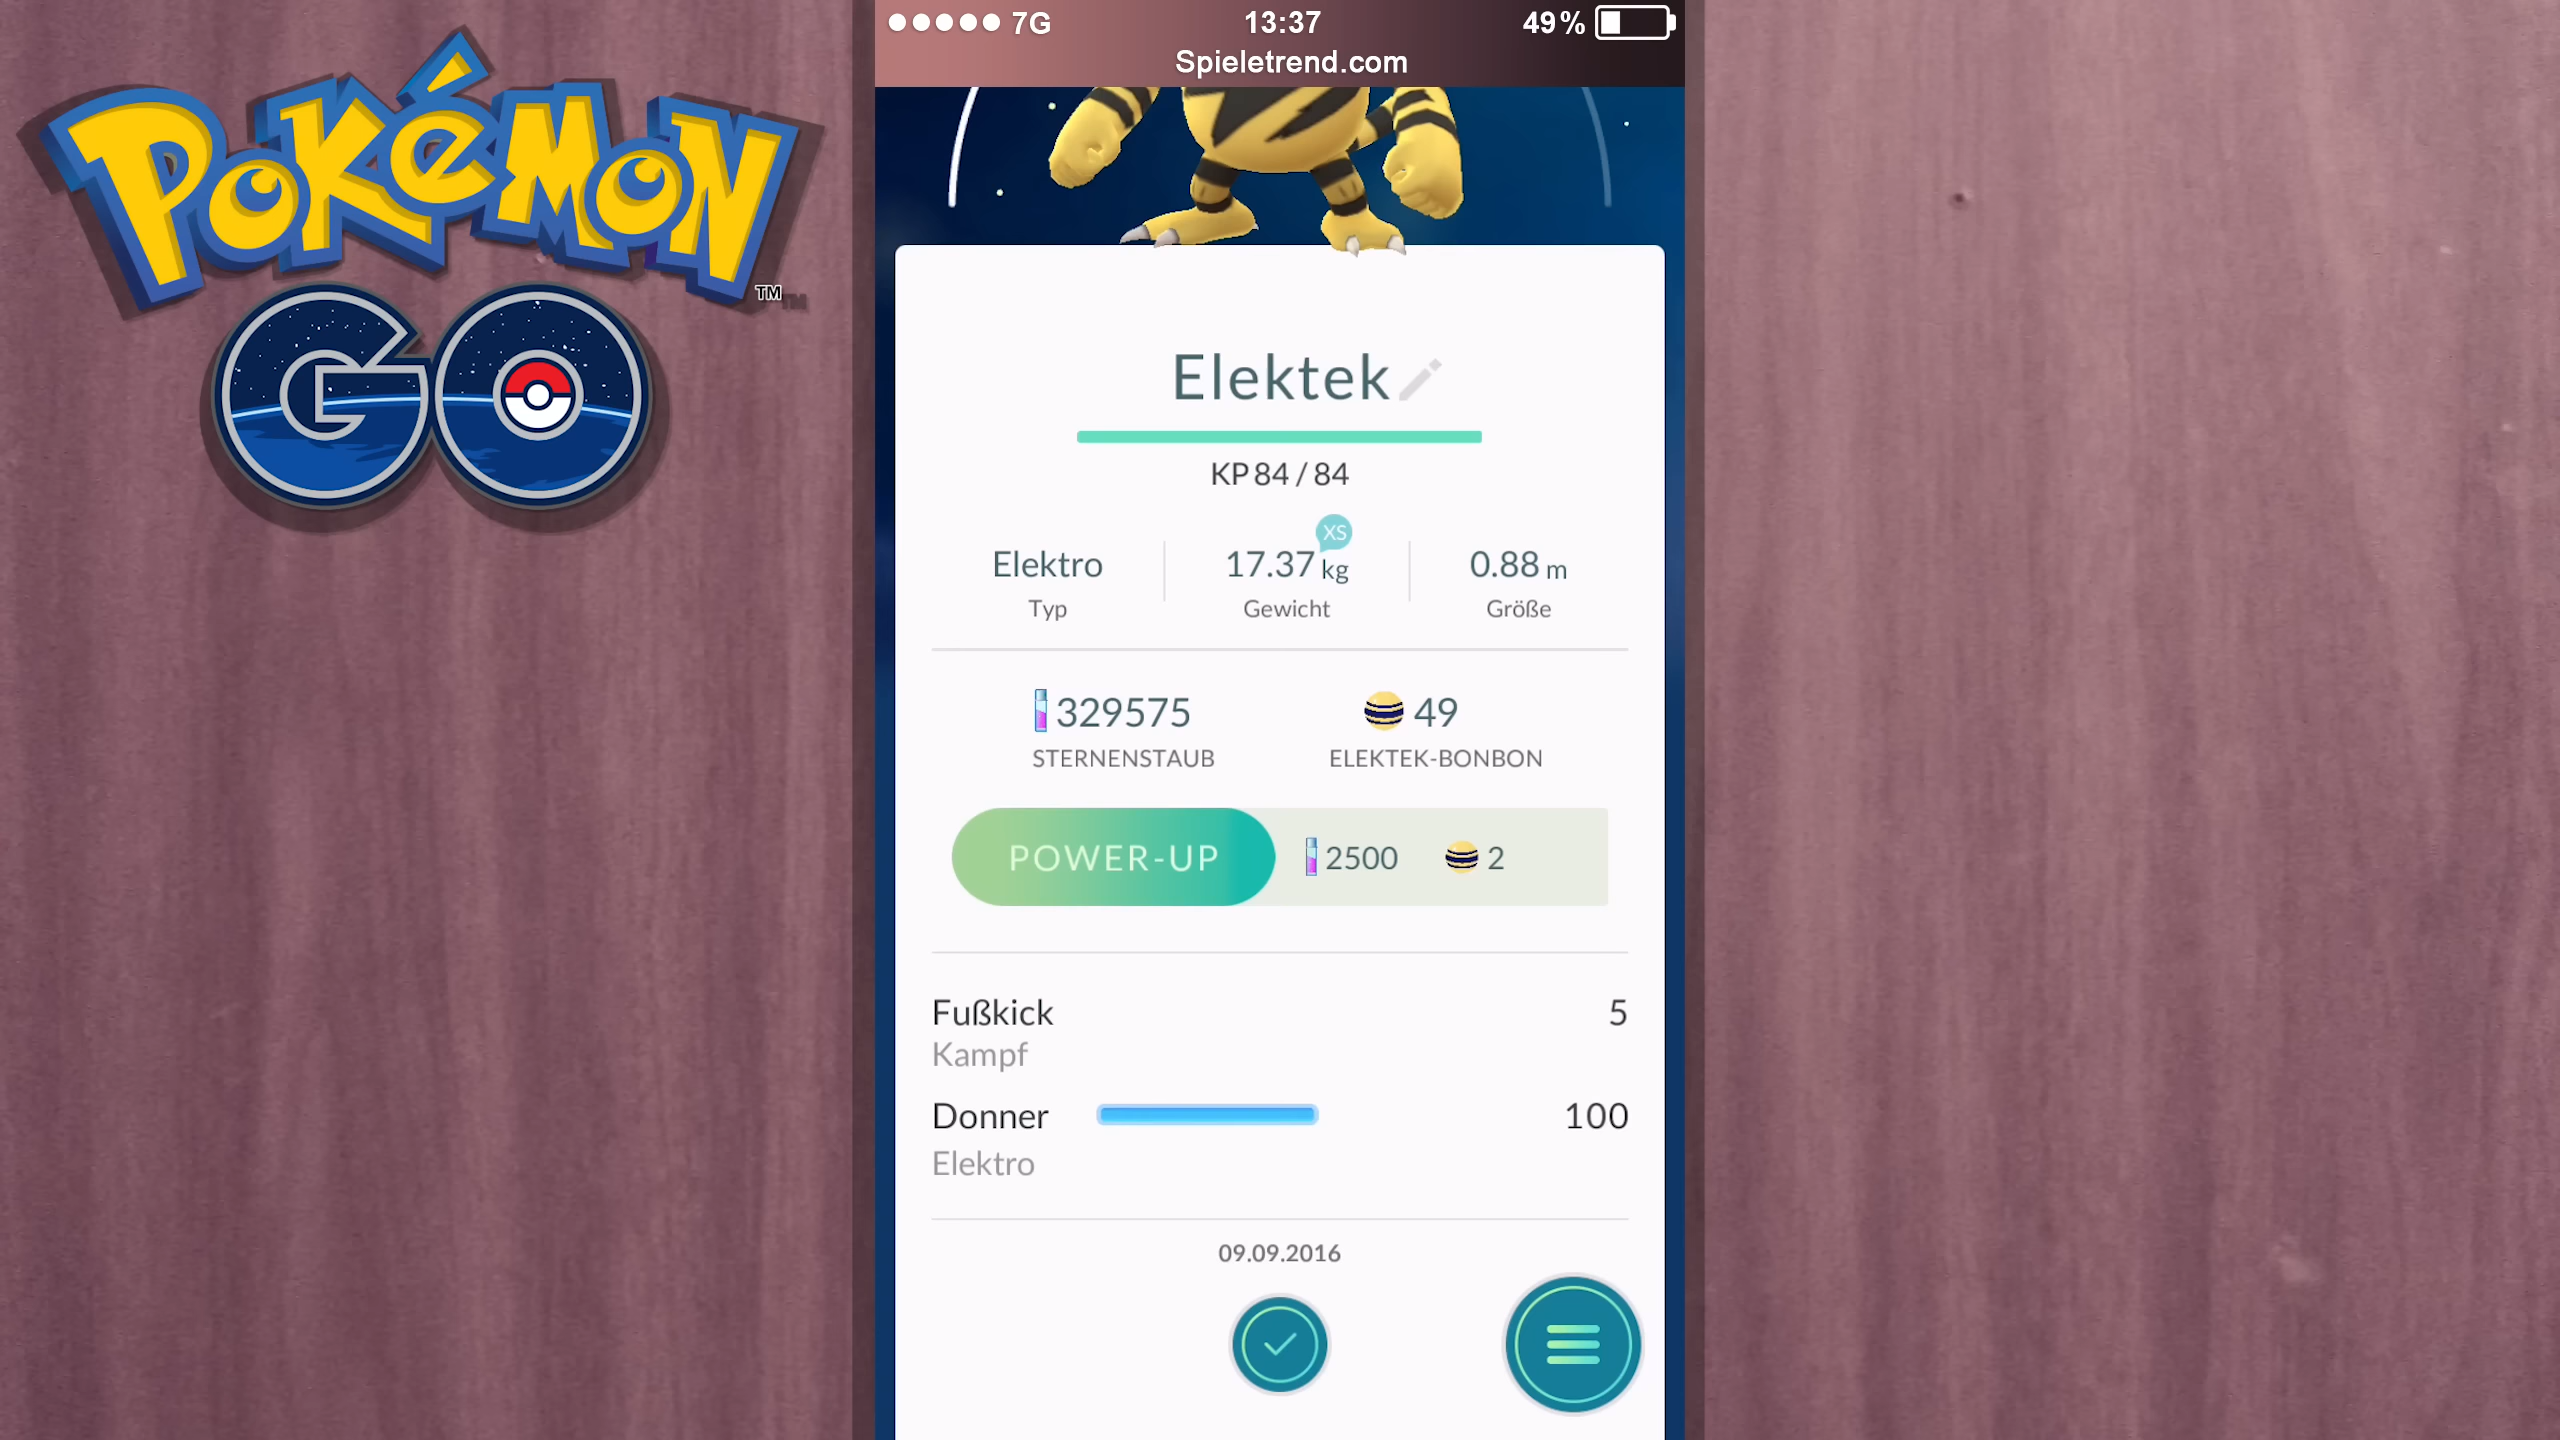 POKéMON
TM
GO
7G
13:37
49%
Spieletrend.com
Elektek
KP 84 / 84
XS
Elektro
17.37 kg
0.88 m
Typ
Gewicht
Größe
329575
49
STERNENSTAUB
ELEKTEK-BONBON
POWER-UP
2500
2
Fußkick
5
Kampf
Donner
100
Elektro
09.09.2016